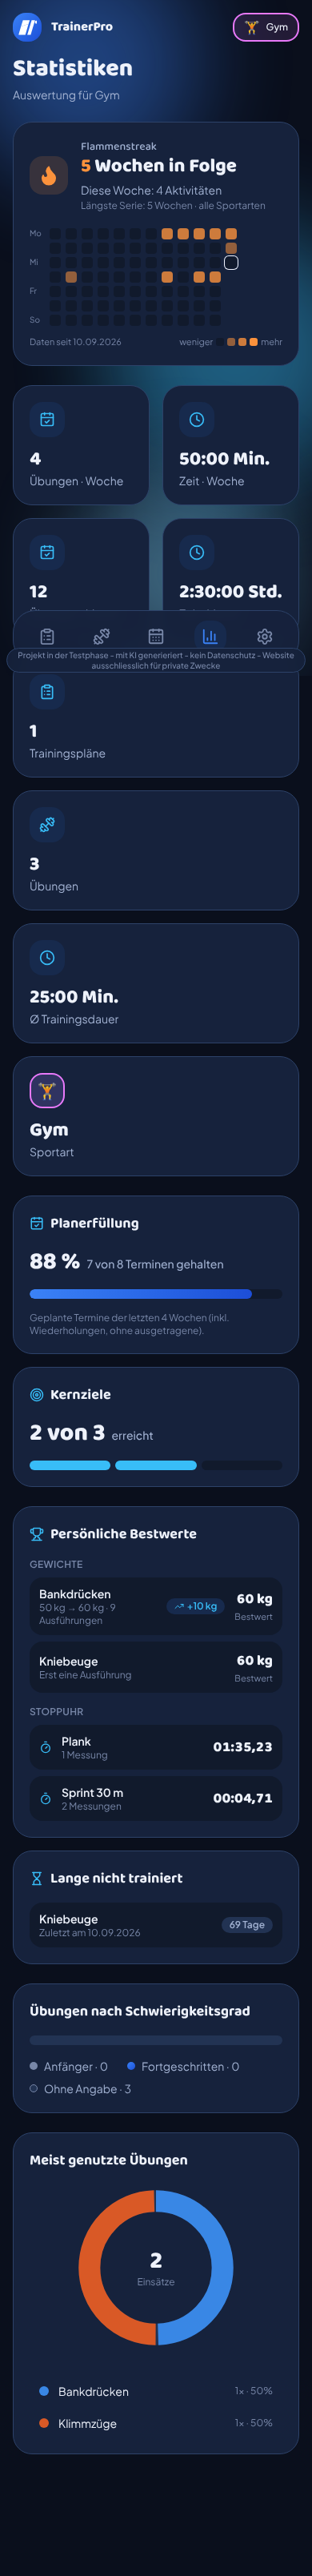 TrainerPro
Gym
Statistiken
Auswertung für Gym
Flammenstreak
5 Wochen in Folge
Diese Woche: 4 Aktivitäten
Längste Serie: 5 Wochen · alle Sportarten
Mo
Mi
Fr
So
Daten seit 10.09.2026
weniger
mehr
4
Übungen · Woche
50:00 Min.
Zeit · Woche
12
2:30:00 Std.
Projekt in der Testphase – mit KI generieriert – kein Datenschutz – Website
ausschliesslich für private Zwecke
1
Trainingspläne
3
Übungen
25:00 Min.
Ø Trainingsdauer
Gym
Sportart
Planerfüllung
88 % 7 von 8 Terminen gehalten
Geplante Termine der letzten 4 Wochen (inkl.
Wiederholungen, ohne ausgetragene).
Kernziele
2 von 3 erreicht
Persönliche Bestwerte
GEWICHTE
Bankdrücken
50 kg → 60 kg · 9
Ausführungen
+10 kg
60 kg
Bestwert
Kniebeuge
Erst eine Ausführung
60 kg
Bestwert
STOPPUHR
Plank
1 Messung
01:35,23
Sprint 30 m
2 Messungen
00:04,71
Lange nicht trainiert
Kniebeuge
Zuletzt am 10.09.2026
69 Tage
Übungen nach Schwierigkeitsgrad
Anfänger · 0
Fortgeschritten · 0
Ohne Angabe · 3
Meist genutzte Übungen
2
Einsätze
Bankdrücken
1× · 50%
Klimmzüge
1× · 50%